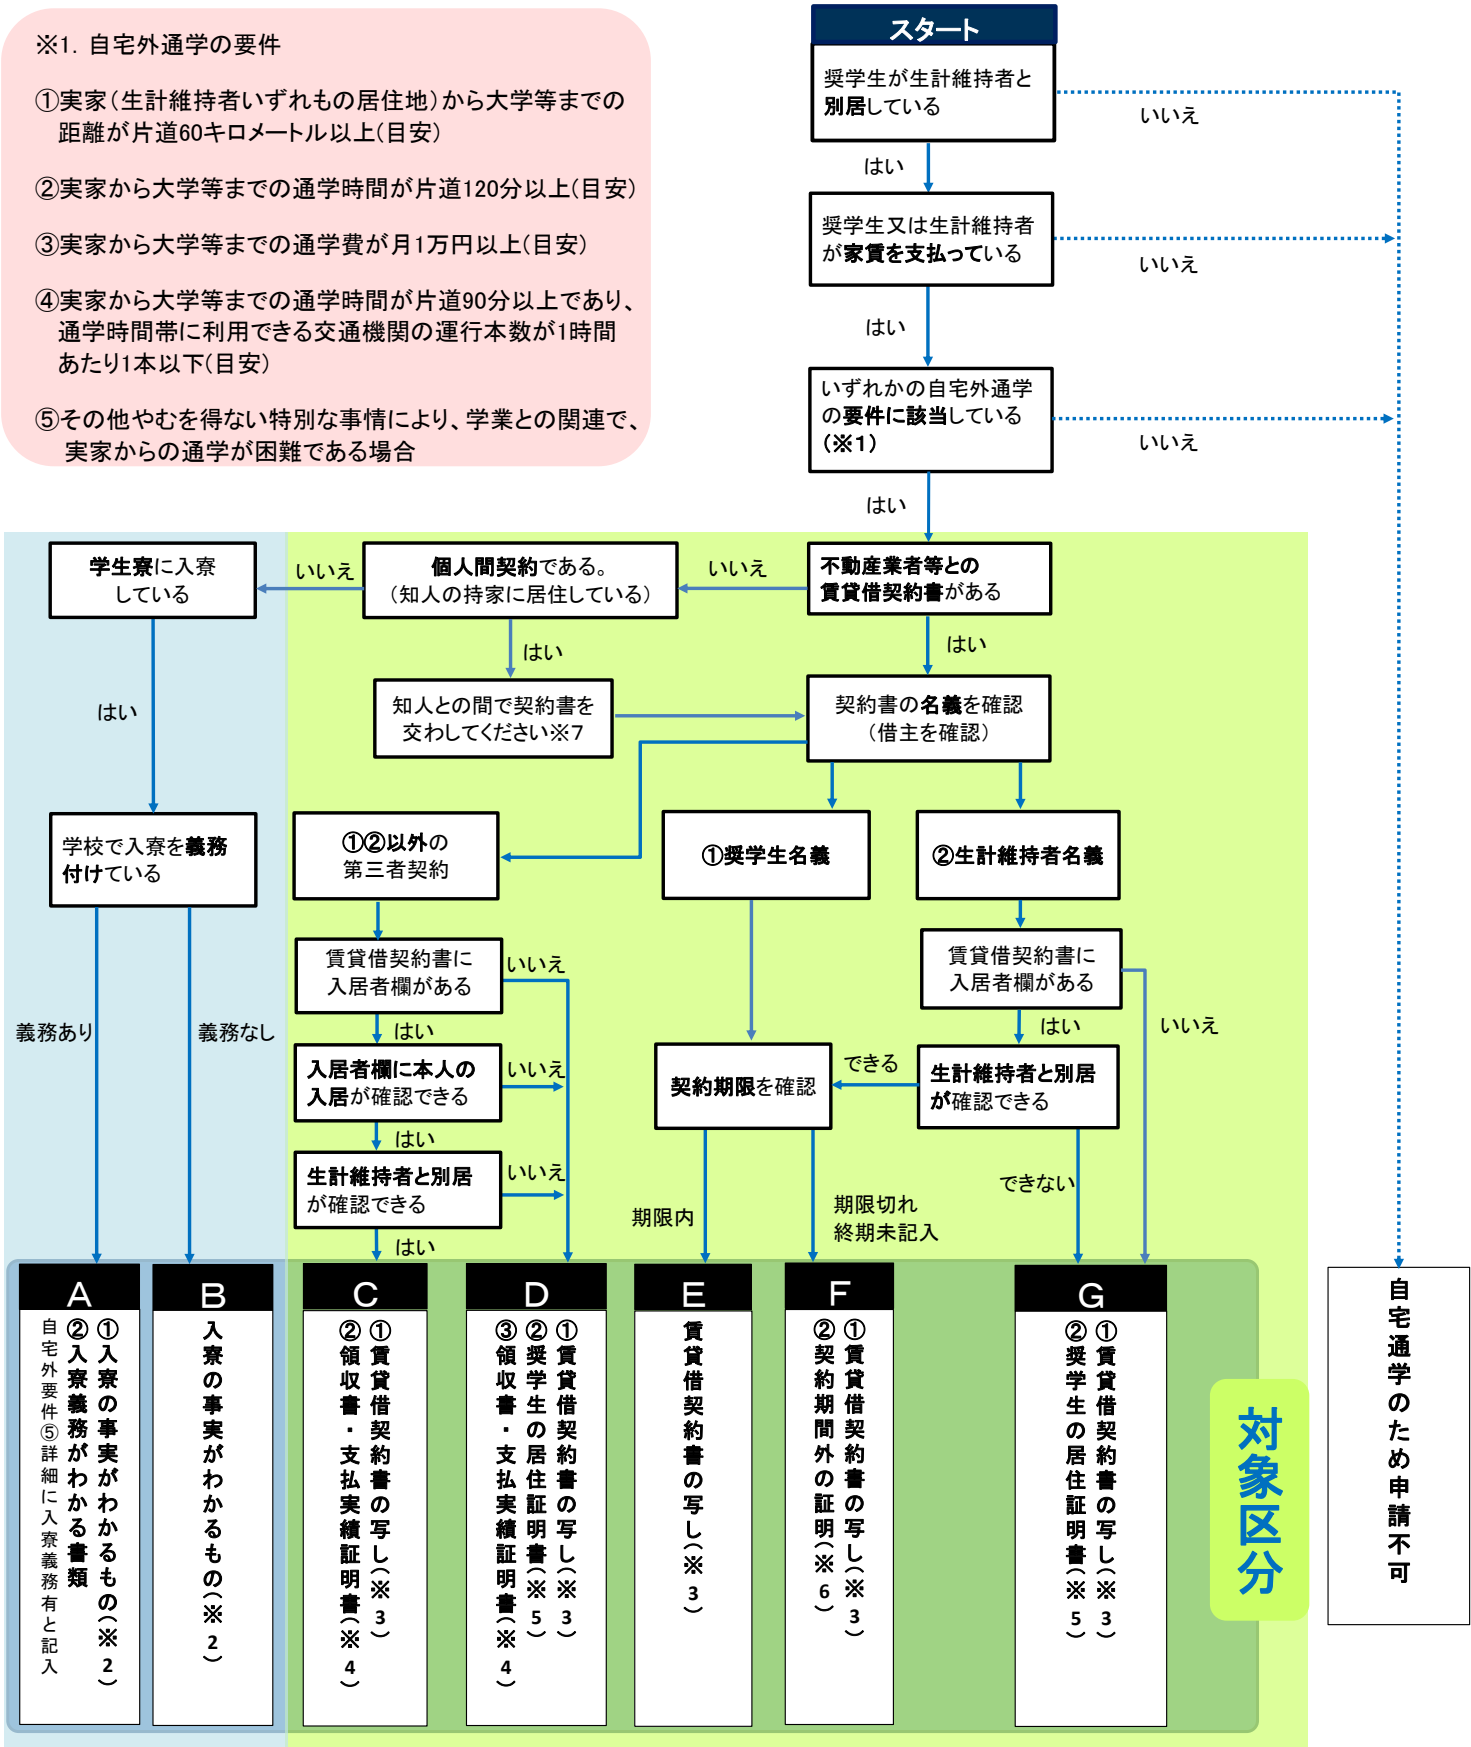 ※1．自宅外通学の要件
①実家（生計維持者いずれもの居住地）から大学等までの
距離が片道60キロメートル以上(目安)
②実家から大学等までの通学時間が片道120分以上(目安)
③実家から大学等までの通学費が月1万円以上(目安)
④実家から大学等までの通学時間が片道90分以上であり、
通学時間帯に利用できる交通機関の運行本数が1時間
あたり1本以下(目安)
⑤その他やむを得ない特別な事情により、学業との関連で、
実家からの通学が困難である場合
スタート
奨学生が生計維持者と
別居している
いいえ
はい
奨学生又は生計維持者
が家賃を支払っている
いいえ
はい
いずれかの自宅外通学
の要件に該当している
（※１）
いいえ
はい
不動産業者等との
賃貸借契約書がある
いいえ
個人間契約である。
（知人の持家に居住している）
いいえ
学生寮に入寮
している
はい
はい
はい
知人との間で契約書を
交わしてください※７
契約書の名義を確認
（借主を確認）
学校で入寮を義務
付けている
①②以外の
第三者契約
①奨学生名義
②生計維持者名義
賃貸借契約書に
入居者欄がある
いいえ
賃貸借契約書に
入居者欄がある
義務あり
義務なし
はい
はい
いいえ
入居者欄に本人の
入居が確認できる
いいえ
契約期限を確認
できる
生計維持者と別居
が確認できる
はい
生計維持者と別居
が確認できる
いいえ
できない
期限内
期限切れ
終期未記入
はい
A
①入寮の事実がわかるもの(※2)
②入寮義務がわかる書類
自宅外要件⑤詳細に入寮義務有と記入
B
入寮の事実がわかるもの(※2)
C
①賃貸借契約書の写し(※3)
②領収書・支払実績証明書(※4)
D
①賃貸借契約書の写し(※3)
②奨学生の居住証明書(※5)
③領収書・支払実績証明書(※4)
E
賃貸借契約書の写し(※3)
F
①賃貸借契約書の写し(※3)
②契約期間外の証明(※6)
G
①賃貸借契約書の写し(※3)
②奨学生の居住証明書(※5)
対象区分
自宅通学のため申請不可